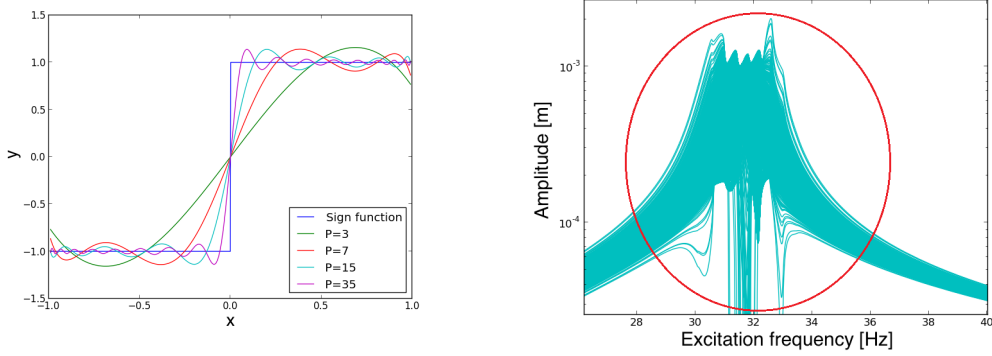 1.5
1.0
0.5
0.0
−0.5
−1.0
−1.5
−1.0
−0.5
0.0
0.5
1.0
y
x
Sign function
P=3
P=7
P=15
P=35
10⁻³
10⁻⁴
Amplitude [m]
28
30
32
34
36
38
40
Excitation frequency [Hz]